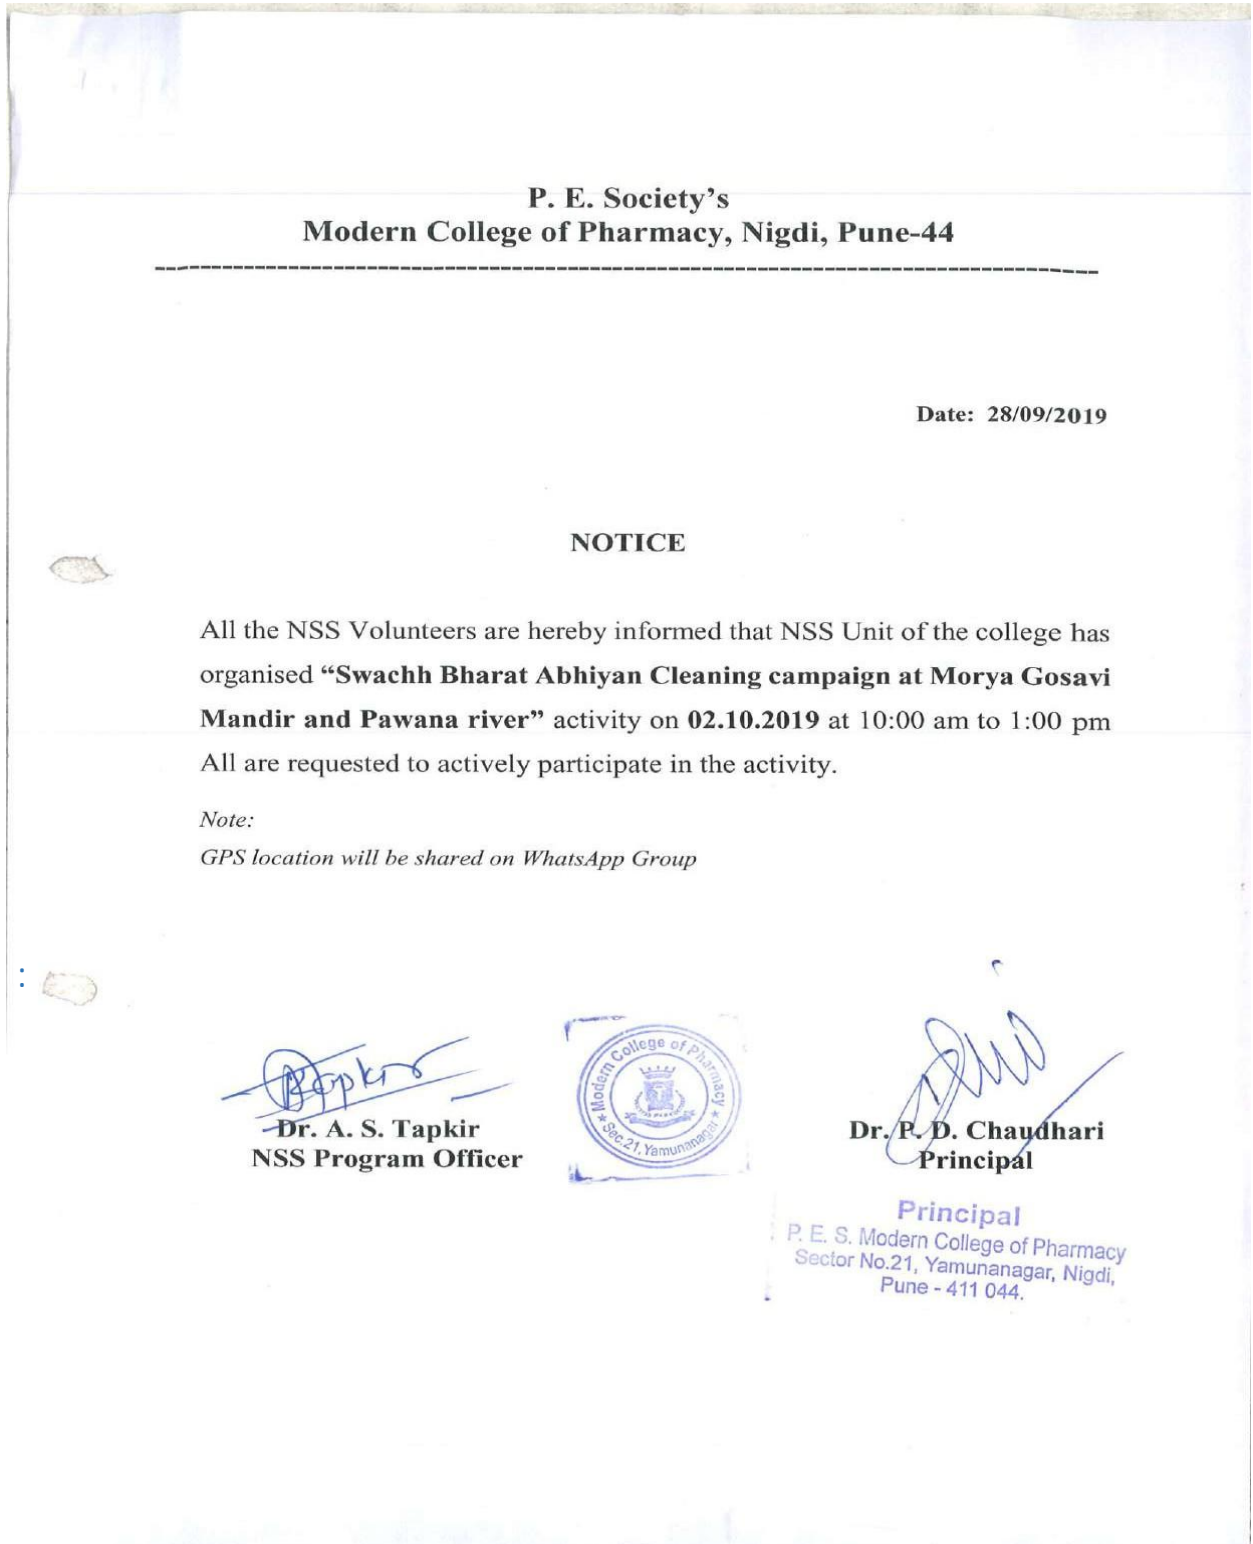 P. E. Society’s
Modern College of Pharmacy, Nigdi, Pune-44
Date: 28/09/2019
NOTICE
All the NSS Volunteers are hereby informed that NSS Unit of the college has
organised “Swachh Bharat Abhiyan Cleaning campaign at Morya Gosavi
Mandir and Pawana river” activity on 02.10.2019 at 10:00 am to 1:00 pm
All are requested to actively participate in the activity.
Note:
GPS location will be shared on WhatsApp Group
:
Tapkir
Modern College of Pharmacy
★ Sec.21, Yamunanagar ★
Dr. A. S. Tapkir
NSS Program Officer
Dr. P. D. Chaudhari
Principal
Principal
P. E. S. Modern College of Pharmacy
Sector No.21, Yamunanagar, Nigdi,
Pune - 411 044.